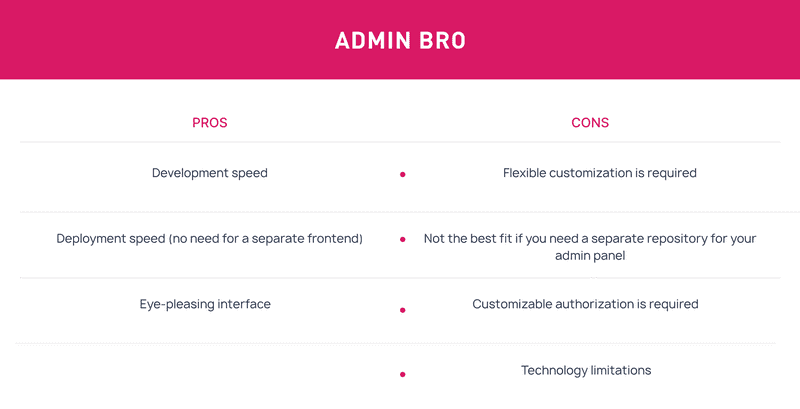 ADMIN BRO
PROS
CONS
Development speed
Flexible customization is required
Deployment speed (no need for a separate frontend)
Not the best fit if you need a separate repository for your
admin panel
Eye-pleasing interface
Customizable authorization is required
Technology limitations